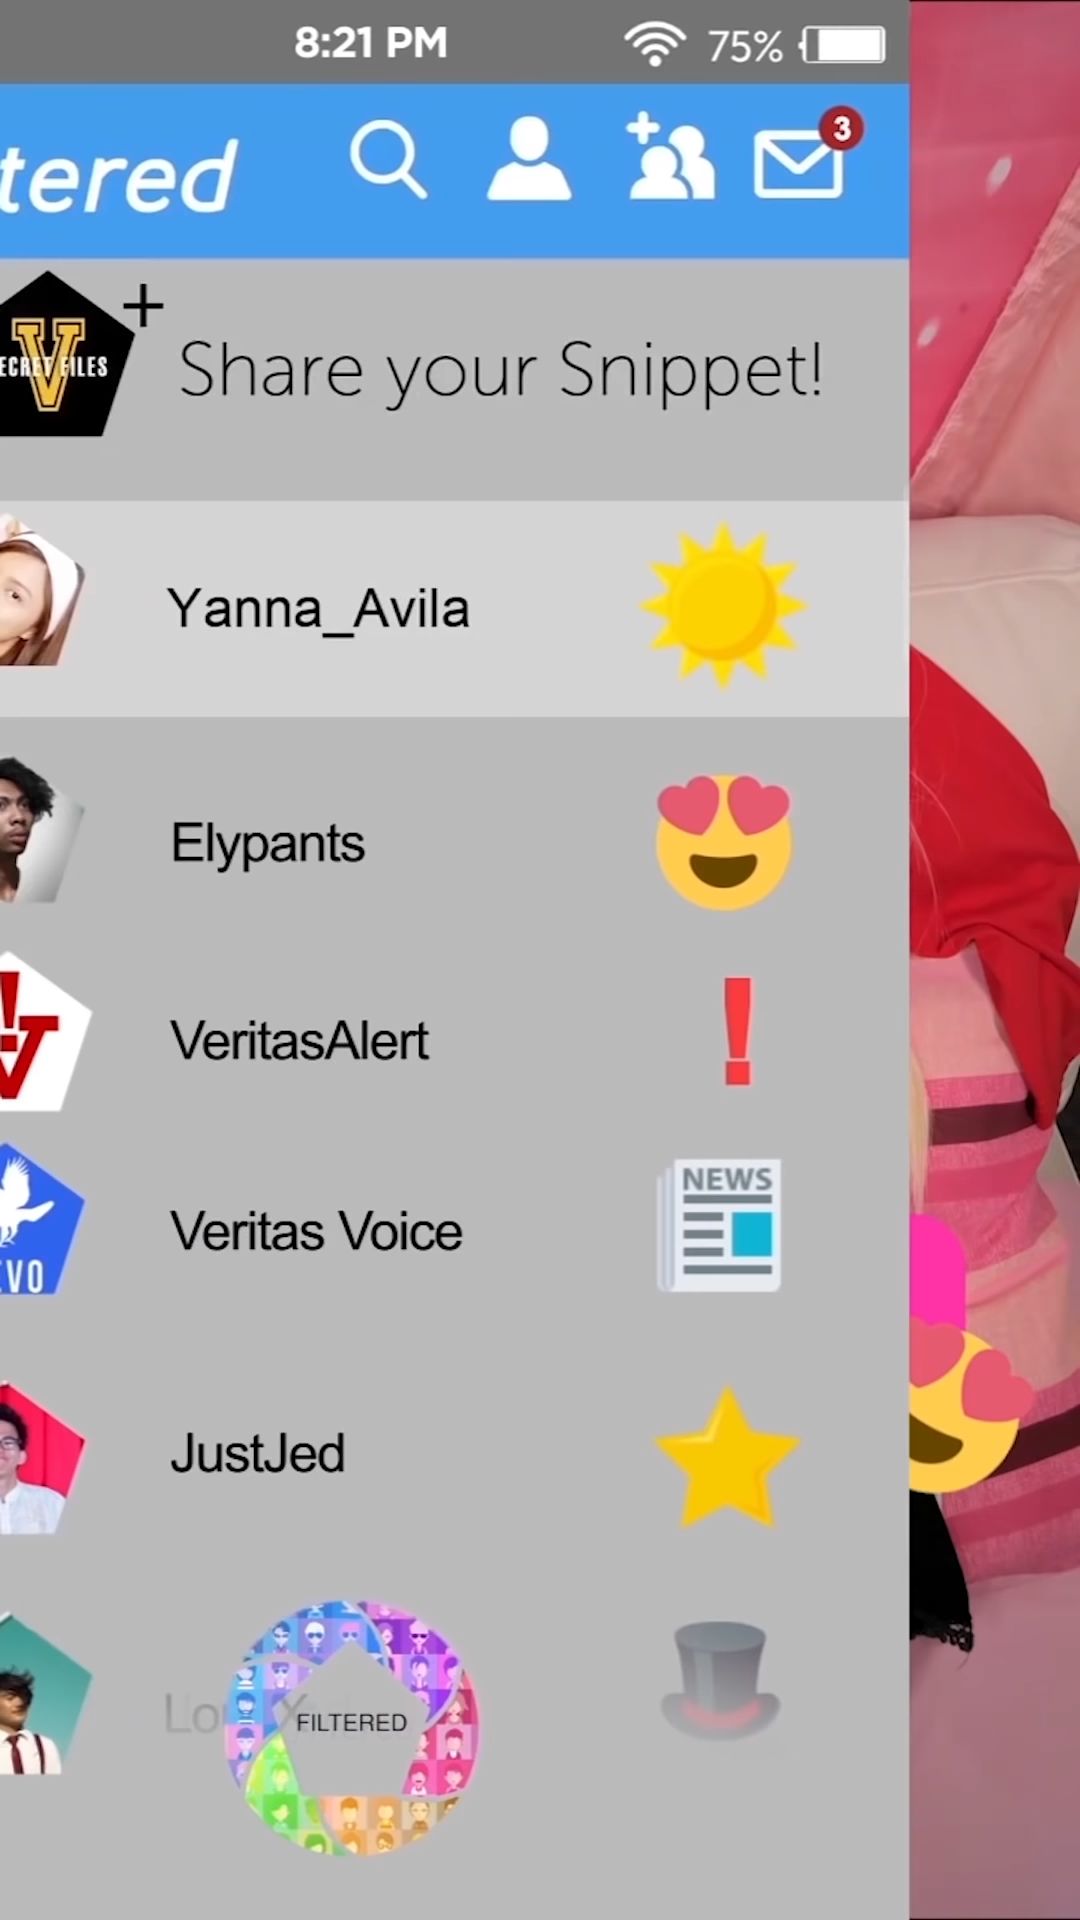 8:21 PM 75%
tered
3
V
ECRET FILES
+
Share your Snippet!
Yanna_Avila
Elypants
VeritasAlert
NEWS
Veritas Voice
EVO
JustJed
FILTERED